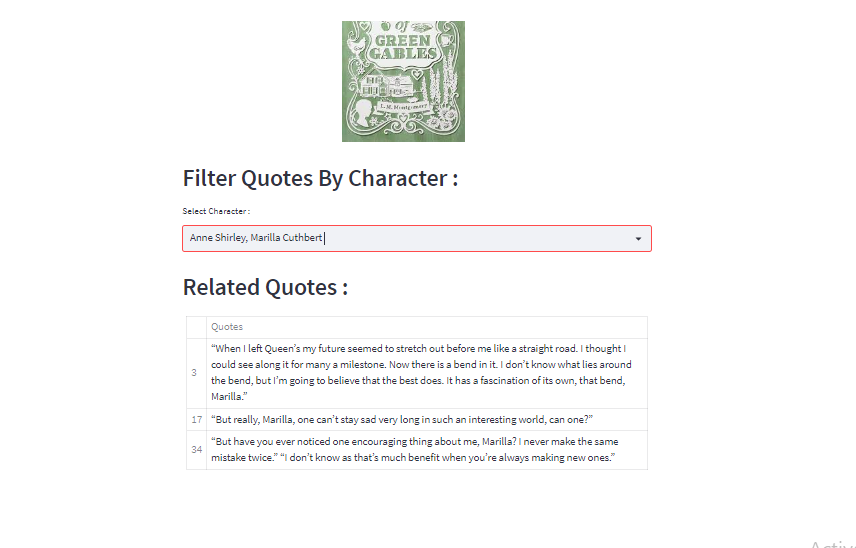 of
GREEN
GABLES
L. M. Montgomery
Filter Quotes By Character :
Select Character :
Anne Shirley, Marilla Cuthbert
Related Quotes :
Quotes
3
“When I left Queen’s my future seemed to stretch out before me like a straight road. I thought I
could see along it for many a milestone. Now there is a bend in it. I don’t know what lies around
the bend, but I’m going to believe that the best does. It has a fascination of its own, that bend,
Marilla.”
17 “But really, Marilla, one can’t stay sad very long in such an interesting world, can one?”
34
“But have you ever noticed one encouraging thing about me, Marilla? I never make the same
mistake twice.” “I don’t know as that’s much benefit when you’re always making new ones.”